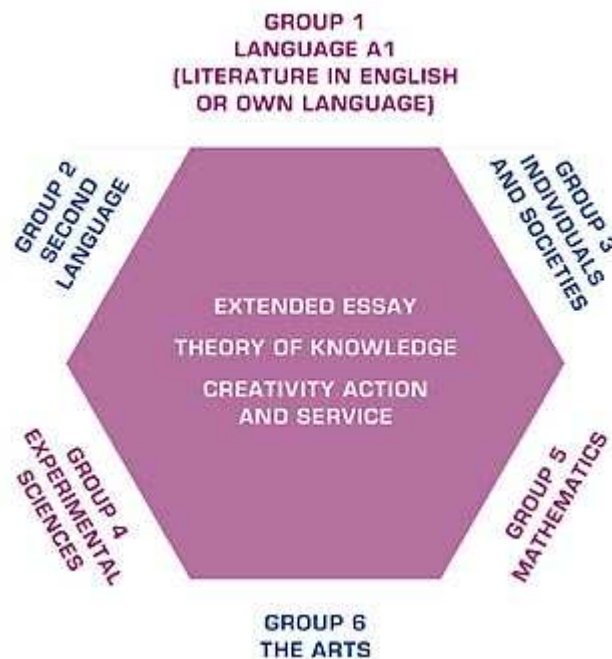 GROUP 1
LANGUAGE A1
(LITERATURE IN ENGLISH
OR OWN LANGUAGE)
GROUP 2
SECOND
LANGUAGE
GROUP 3
INDIVIDUALS
AND SOCIETIES
EXTENDED ESSAY
THEORY OF KNOWLEDGE
CREATIVITY ACTION
AND SERVICE
GROUP 4
EXPERIMENTAL
SCIENCES
GROUP 5
MATHEMATICS
GROUP 6
THE ARTS